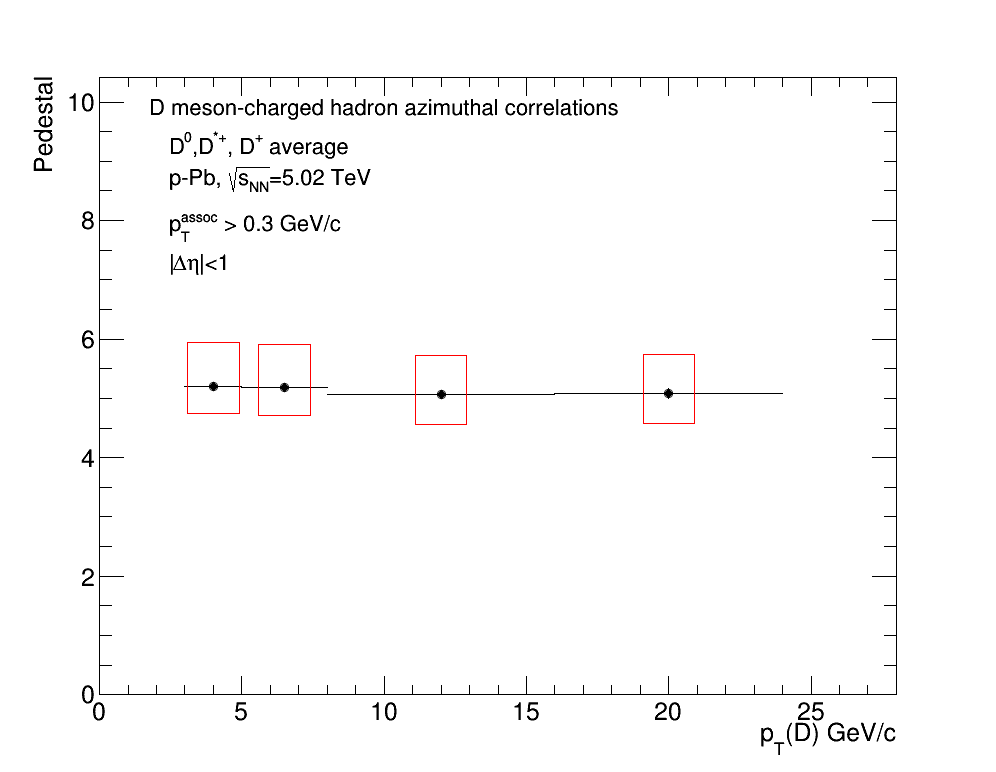 Pedestal
10
8
6
4
2
0
D meson-charged hadron azimuthal correlations
D⁰,D*⁺, D⁺ average
p-Pb, √s_NN=5.02 TeV
p_T^assoc > 0.3 GeV/c
|Δη|<1
0 5 10 15 20 25
p_T(D) GeV/c